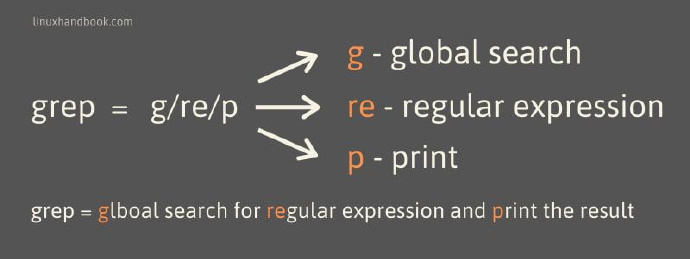 linuxhandbook.com
g - global search
grep = g/re/p
re - regular expression
p - print
grep = glboal search for regular expression and print the result